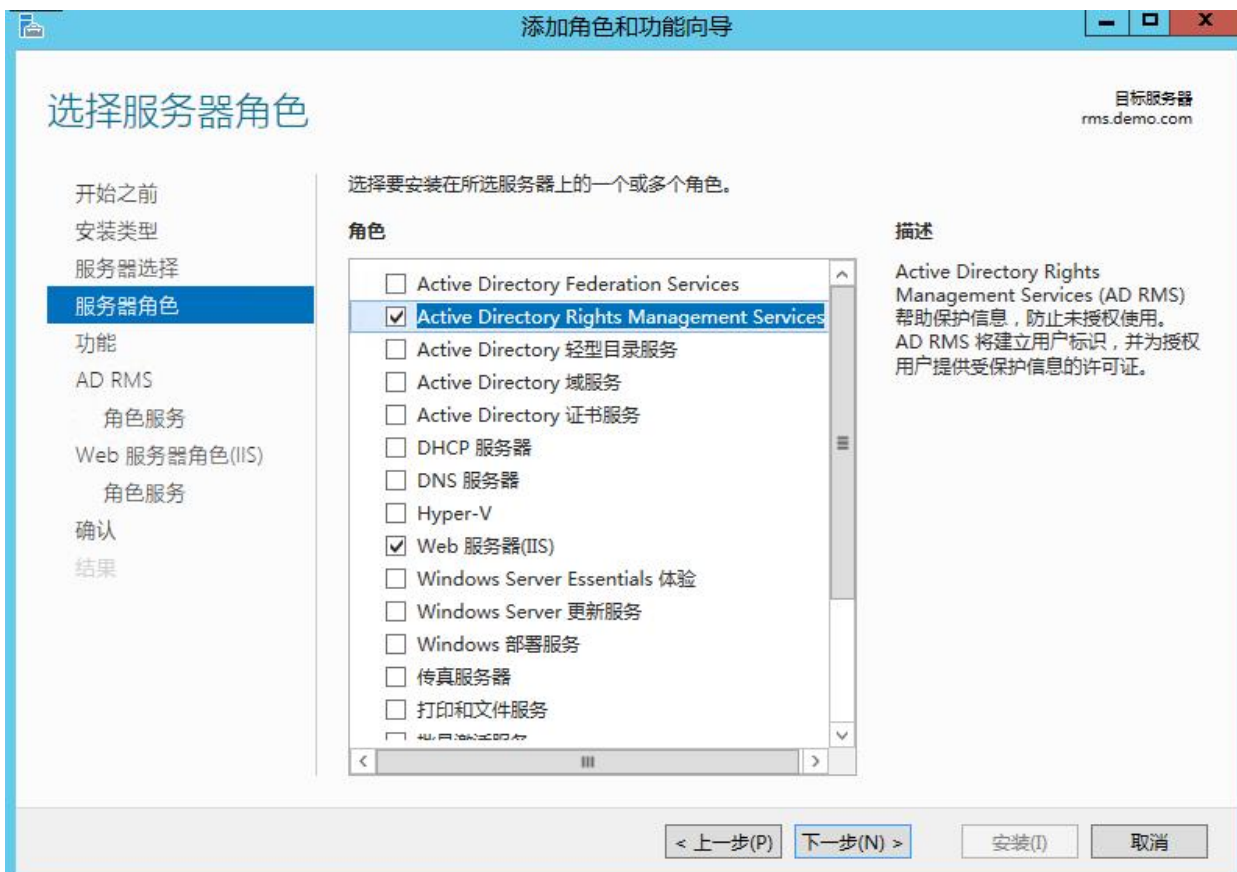 添加角色和功能向导
选择服务器角色
目标服务器
rms.demo.com
开始之前
安装类型
服务器选择
服务器角色
功能
AD RMS
角色服务
Web 服务器角色(IIS)
角色服务
确认
结果
选择要安装在所选服务器上的一个或多个角色。
角色
Active Directory Federation Services
Active Directory Rights Management Services
Active Directory 轻型目录服务
Active Directory 域服务
Active Directory 证书服务
DHCP 服务器
DNS 服务器
Hyper-V
Web 服务器(IIS)
Windows Server Essentials 体验
Windows Server 更新服务
Windows 部署服务
传真服务器
打印和文件服务
描述
Active Directory Rights
Management Services (AD RMS)
帮助保护信息，防止未授权使用。
AD RMS 将建立用户标识，并为授权
用户提供受保护信息的许可证。
< 上一步(P)
下一步(N) >
安装(I)
取消